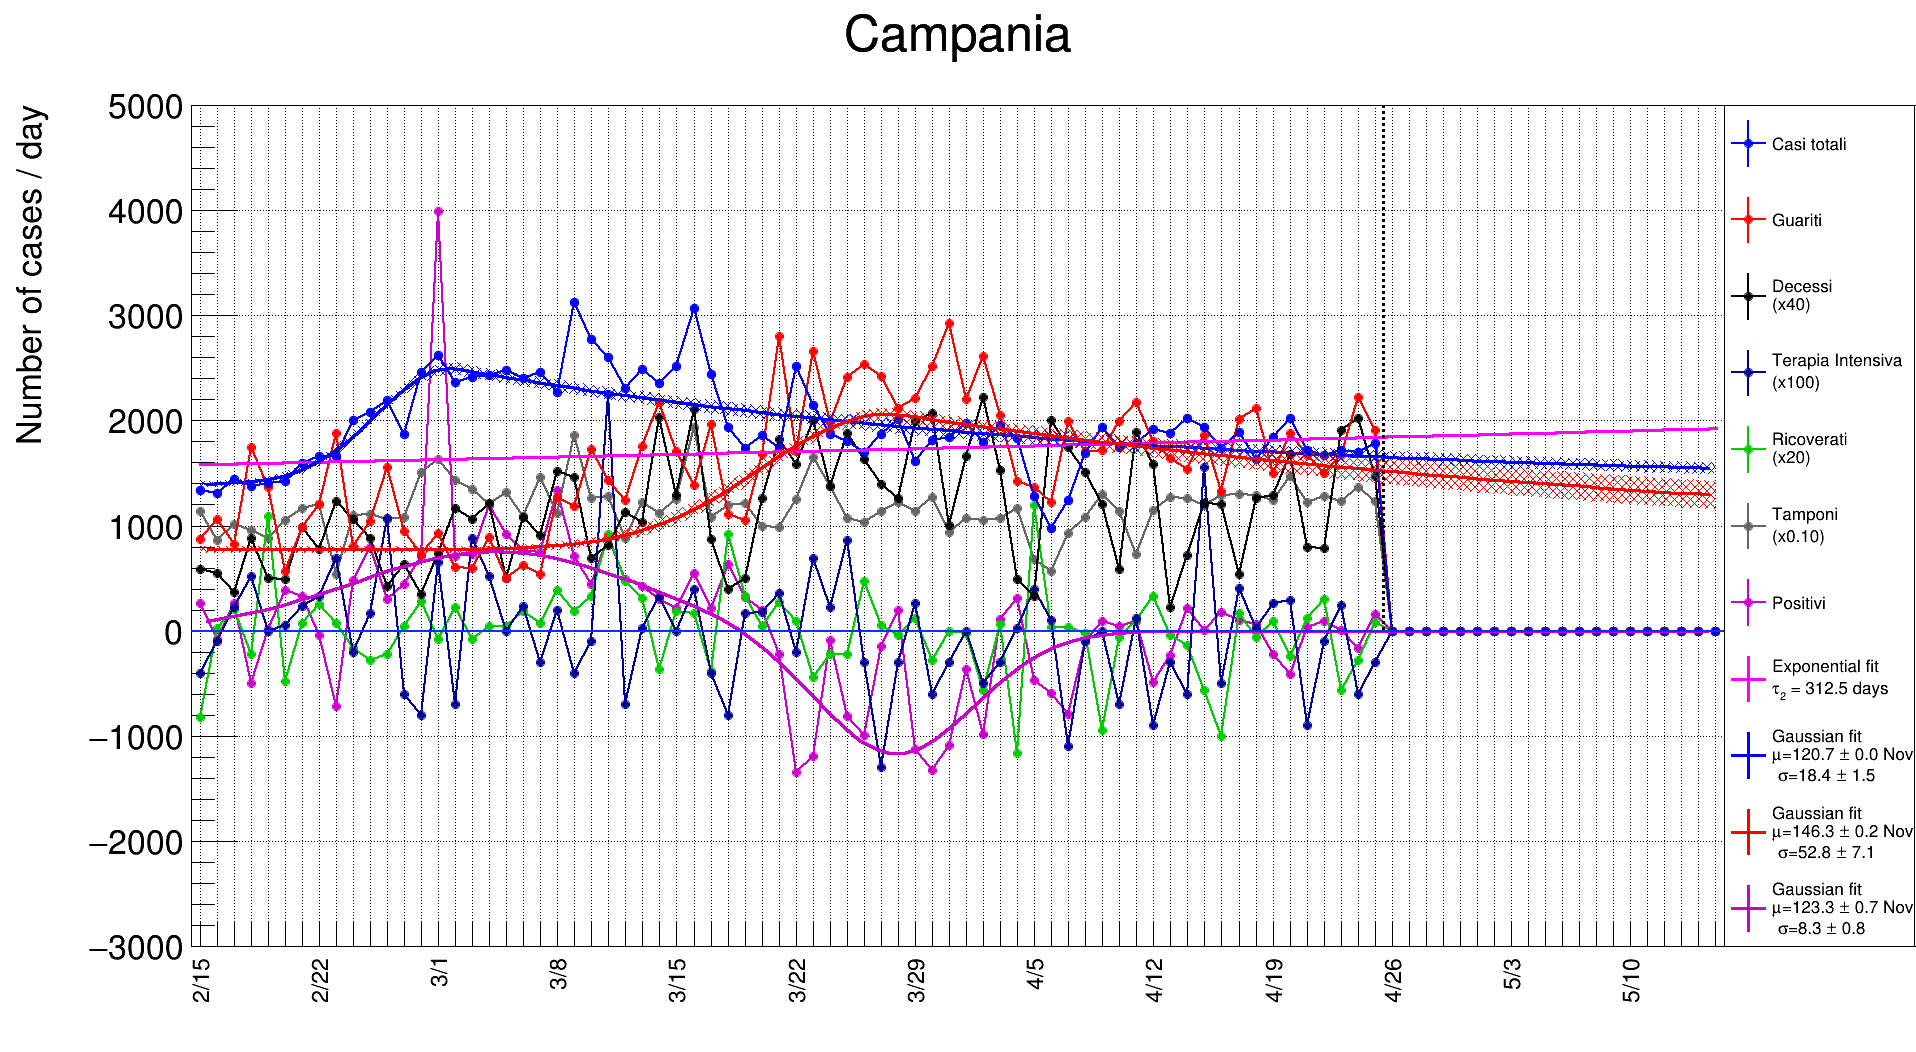 Campania
Number of cases / day
5000
4000
3000
2000
1000
0
−1000
−2000
−3000
2/15
2/22
3/1
3/8
3/15
3/22
3/29
4/5
4/12
4/19
4/26
5/3
5/10
Casi totali
Guariti
Decessi
(x40)
Terapia Intensiva
(x100)
Ricoverati
(x20)
Tamponi
(x0.10)
Positivi
Exponential fit
τ2 = 312.5 days
Gaussian fit
μ=120.7 ± 0.0 Nov
σ=18.4 ± 1.5
Gaussian fit
μ=146.3 ± 0.2 Nov
σ=52.8 ± 7.1
Gaussian fit
μ=123.3 ± 0.7 Nov
σ=8.3 ± 0.8